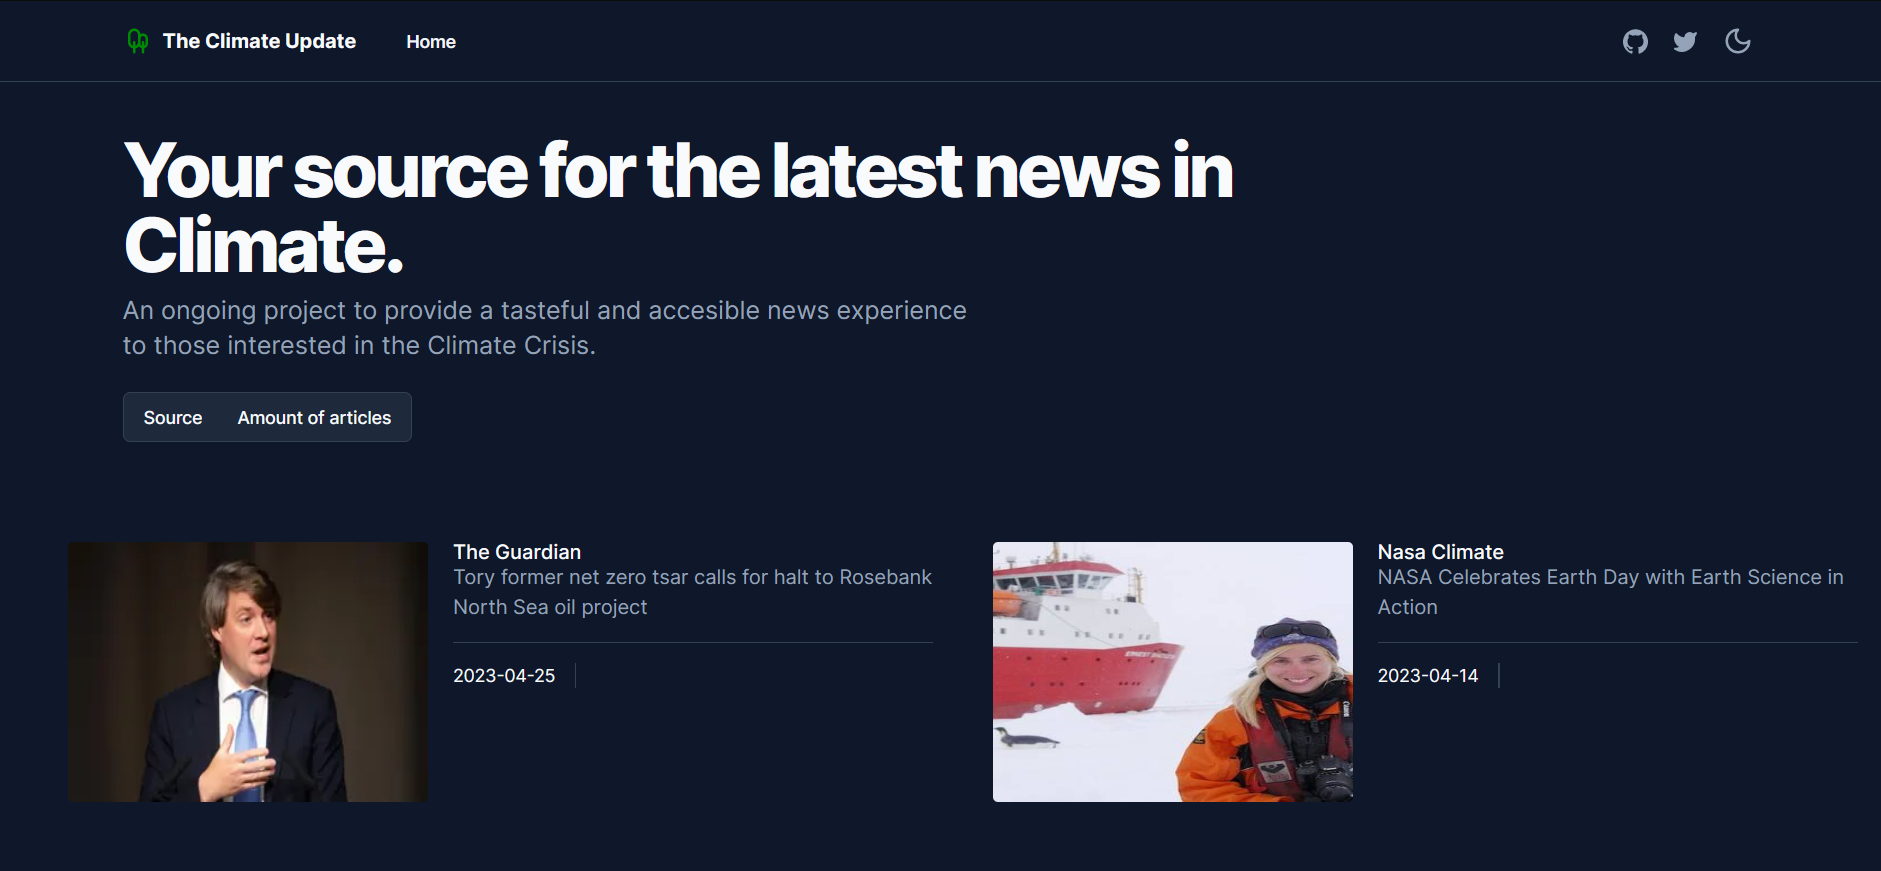 The Climate Update
Home
Your source for the latest news in
Climate.
An ongoing project to provide a tasteful and accesible news experience
to those interested in the Climate Crisis.
Source
Amount of articles
The Guardian
Tory former net zero tsar calls for halt to Rosebank
North Sea oil project
2023-04-25
Nasa Climate
NASA Celebrates Earth Day with Earth Science in
Action
2023-04-14